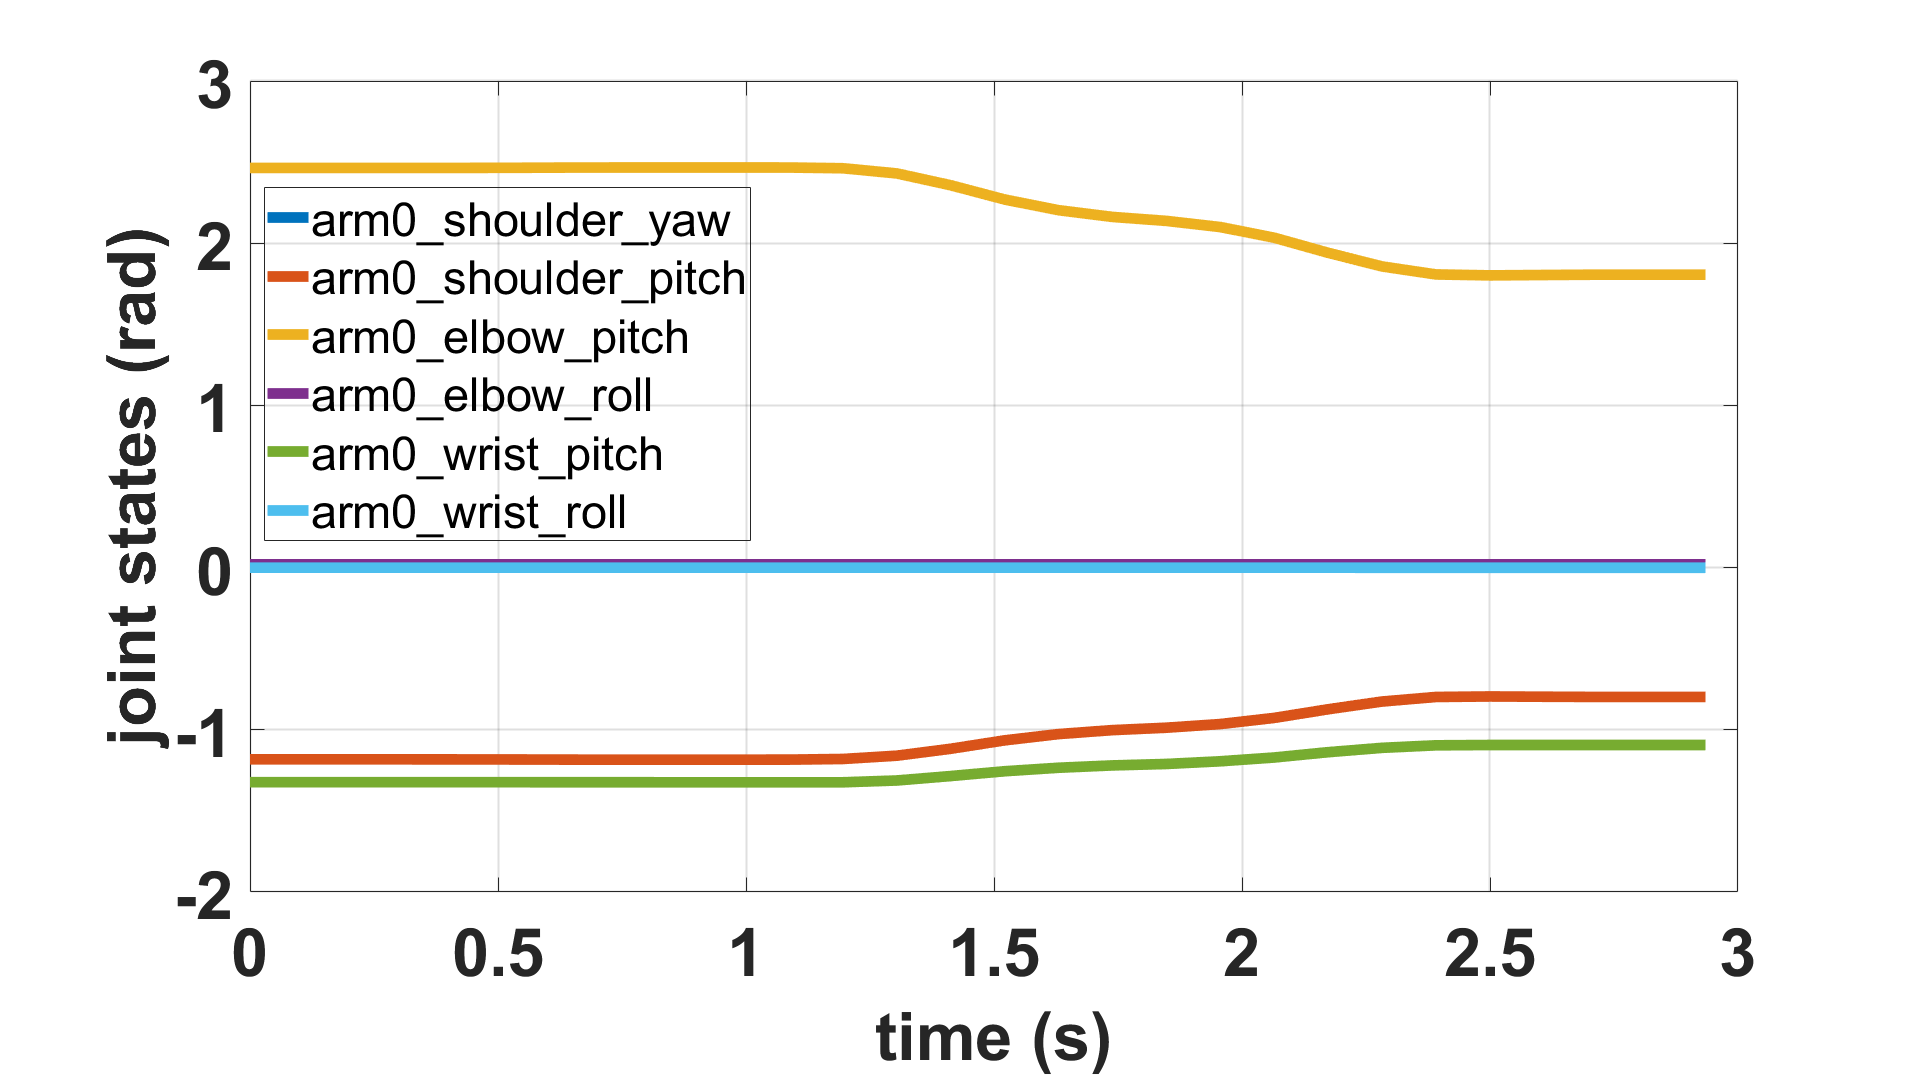 3
2
1
0
-1
-2
joint states (rad)
arm0_shoulder_yaw
arm0_shoulder_pitch
arm0_elbow_pitch
arm0_elbow_roll
arm0_wrist_pitch
arm0_wrist_roll
0 0.5 1 1.5 2 2.5 3
time (s)